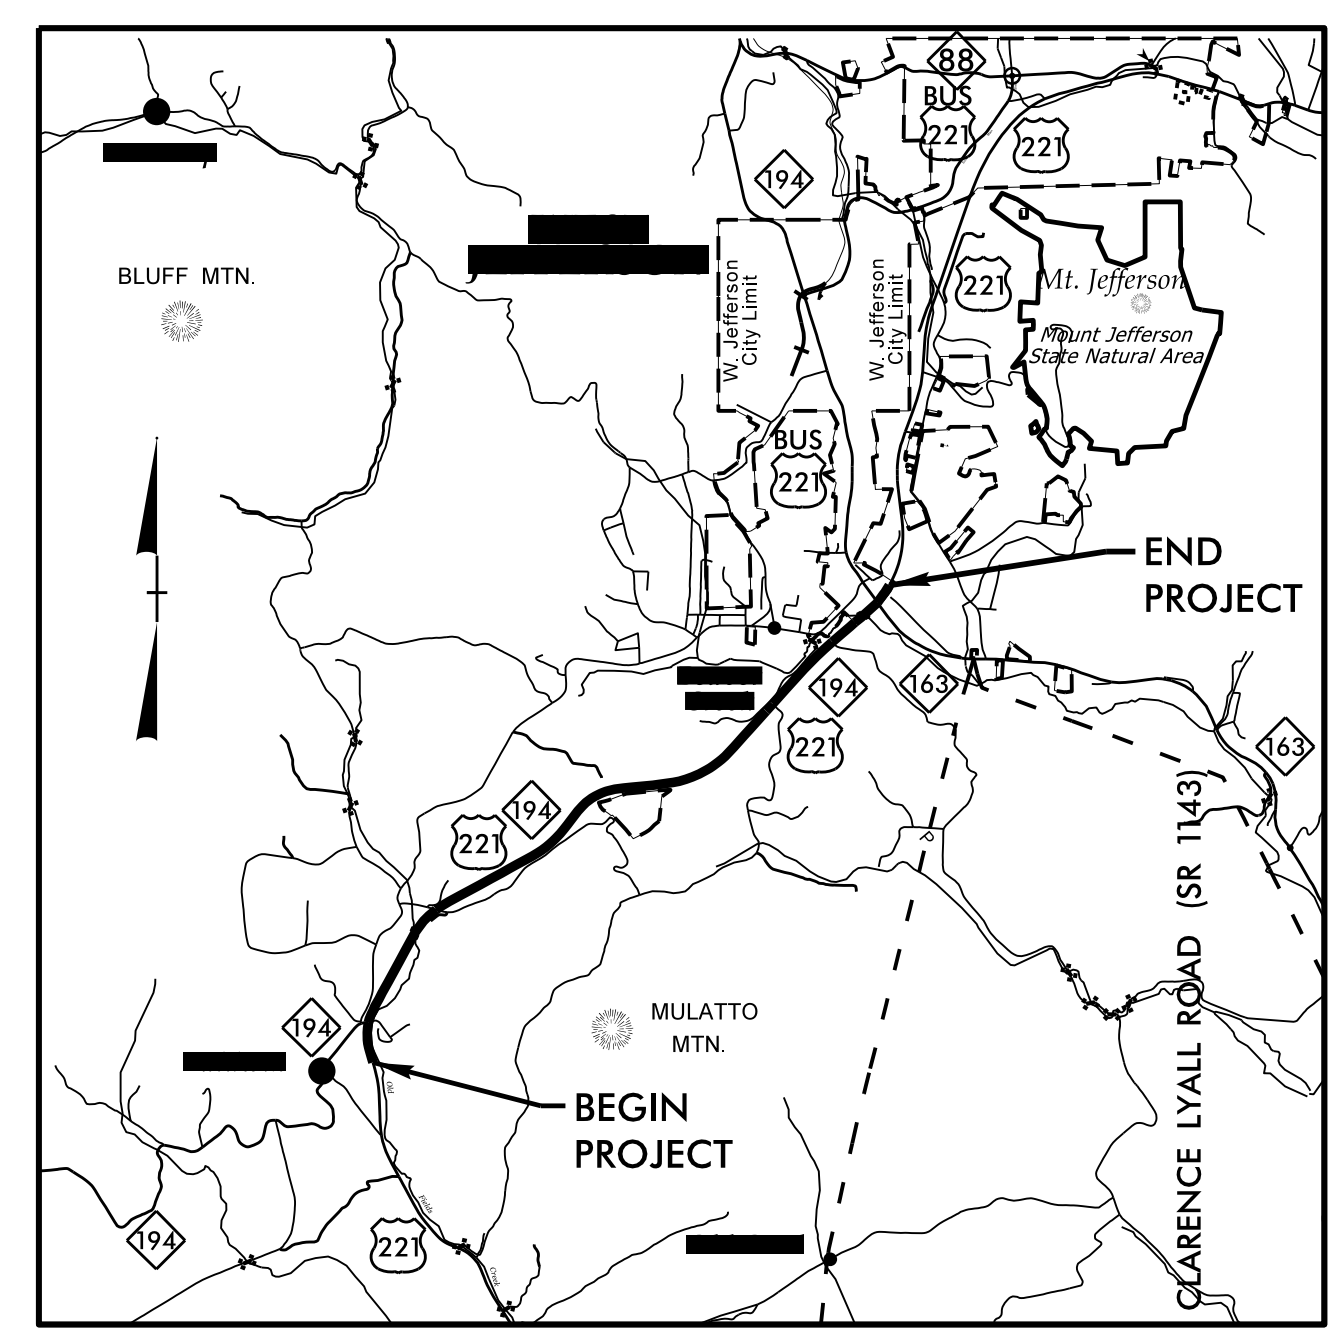 88
BUS
221
221
194
BLUFF MTN.
W. Jefferson
City Limit
W. Jefferson
City Limit
221
Mt. Jefferson
Mount Jefferson
State Natural Area
BUS
221
END
PROJECT
194
163
221
163
194
221
CLARENCE LYALL ROAD (SR 1143)
P
194
MULATTO
MTN.
Old
BEGIN
PROJECT
Fields
194
221
Creek